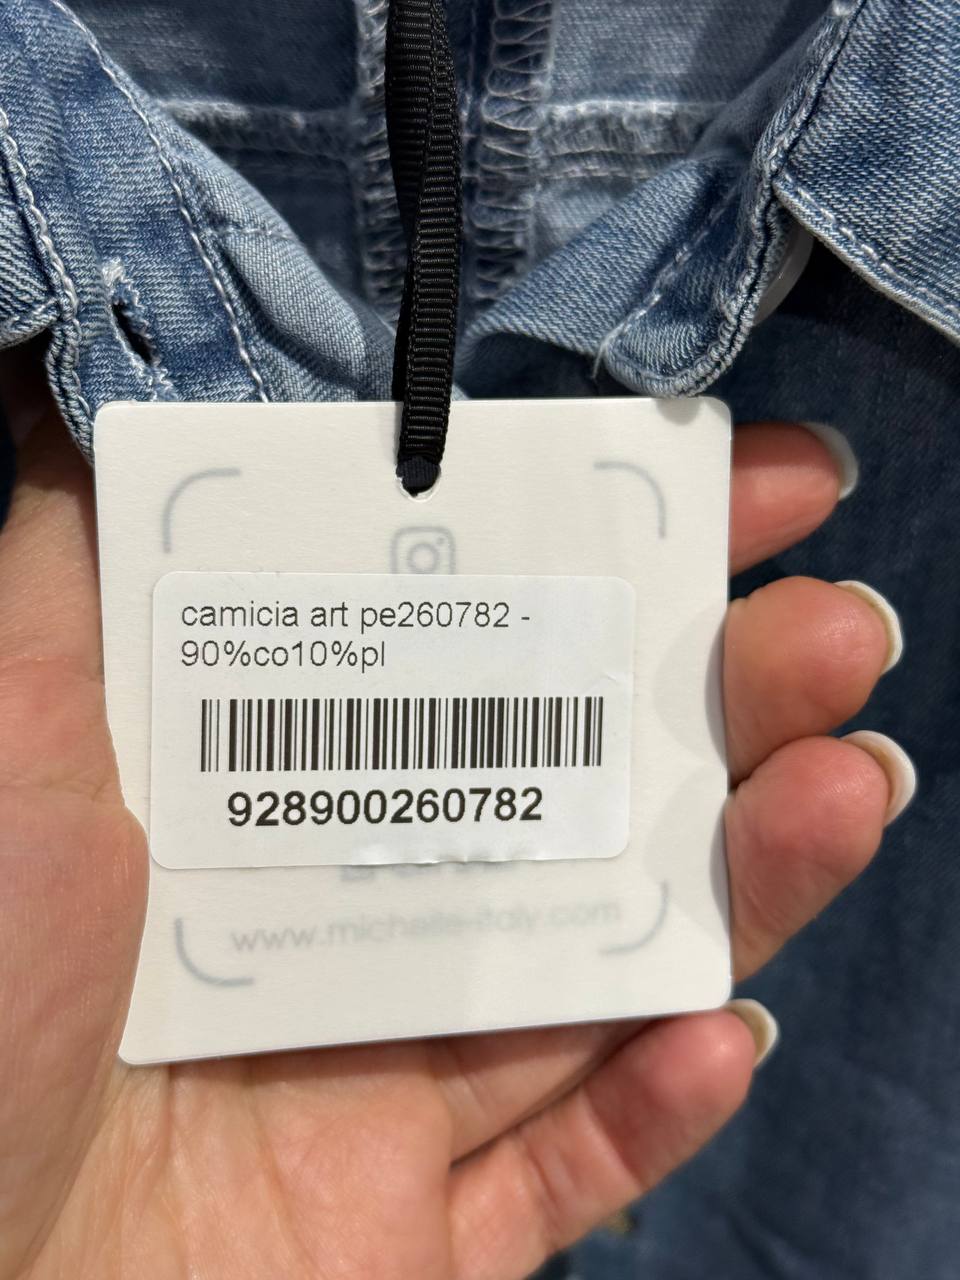 camicia art pe260782 -
90%co10%pl
928900260782
www.michelle-italy.com